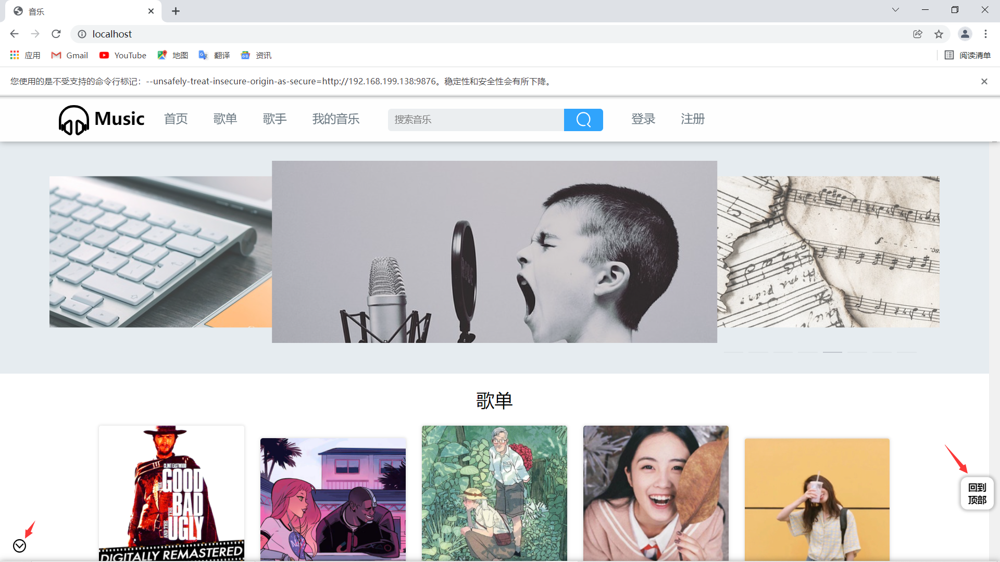 音乐
localhost
应用
Gmail
YouTube
地图
翻译
资讯
阅读清单
您使用的是不受支持的命令行标记：--unsafely-treat-insecure-origin-as-secure=http://192.168.199.138:9876。稳定性和安全性会有所下降。
Music
首页
歌单
歌手
我的音乐
搜索音乐
登录
注册
歌单
CLINT EASTWOOD
THE GOOD
THE BAD
AND THE UGLY
DIGITALLY REMASTERED
回到
顶部